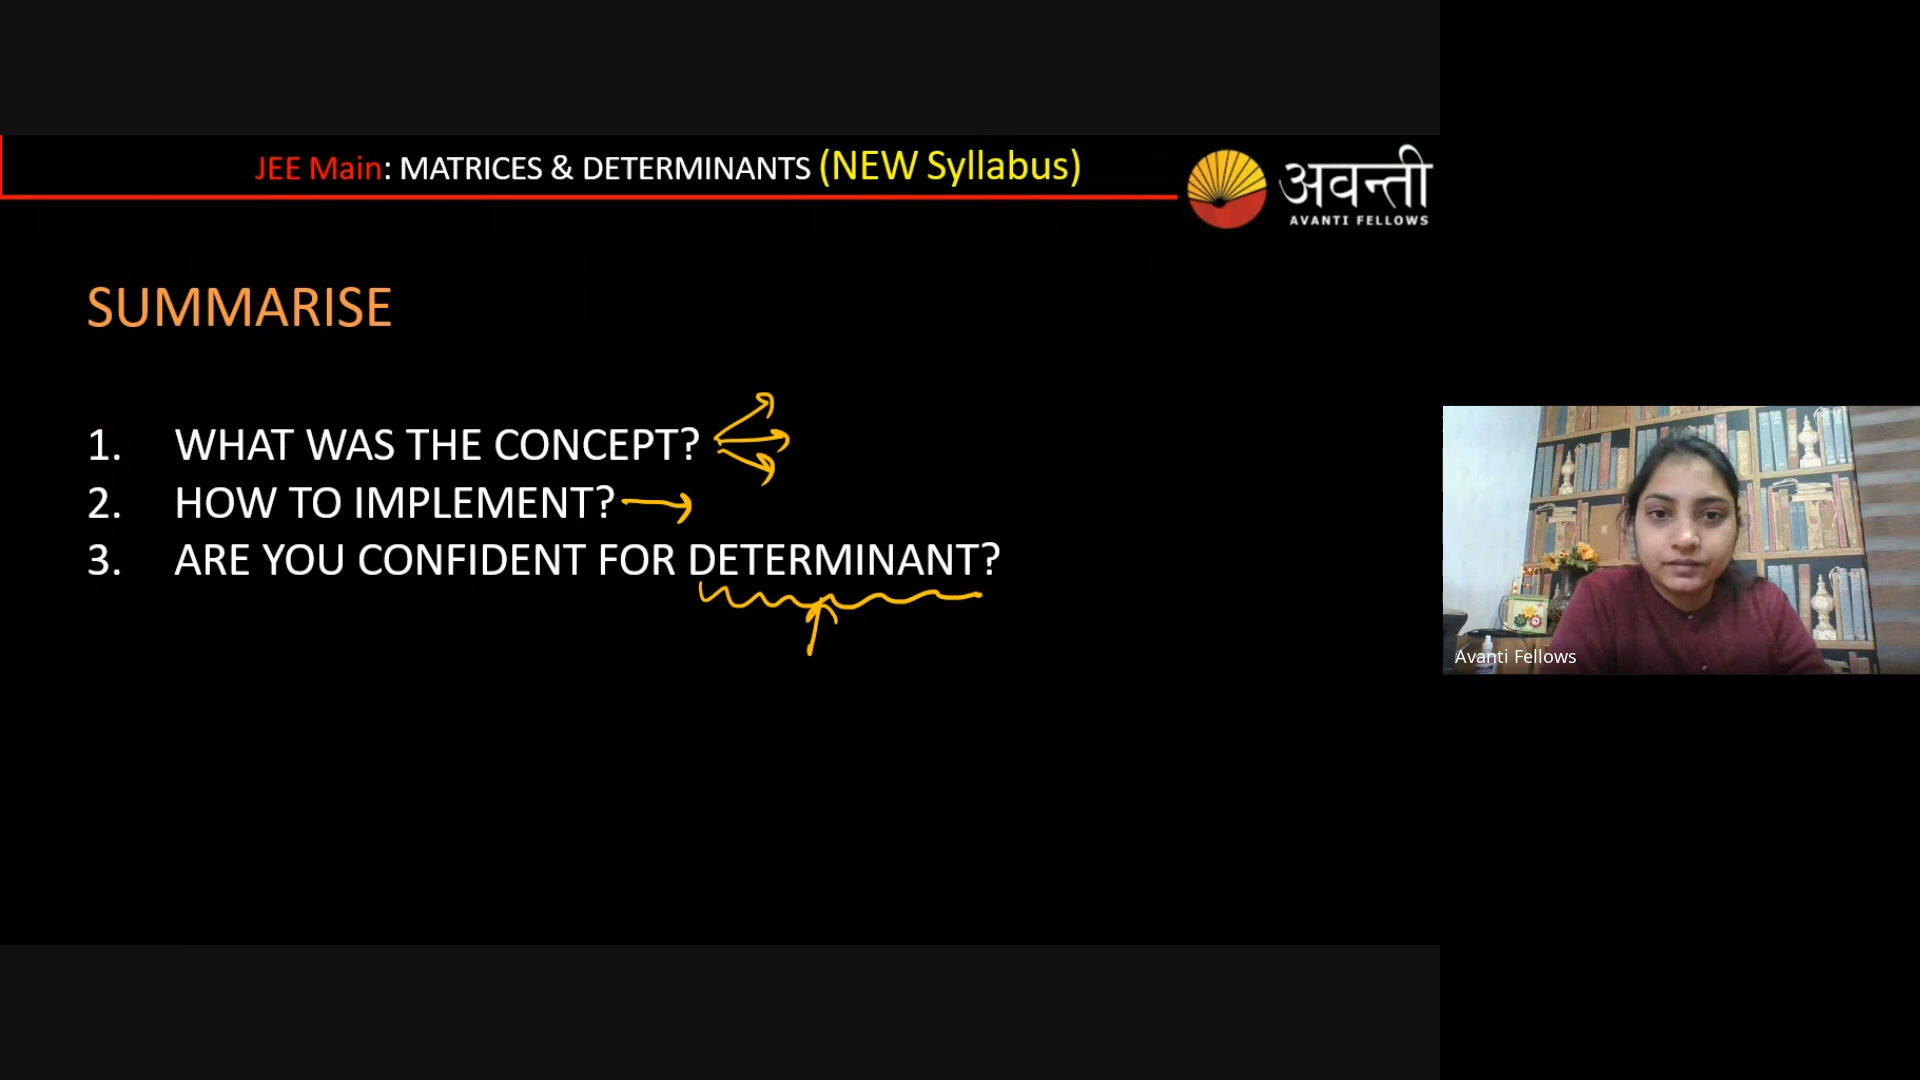 JEE Main: MATRICES & DETERMINANTS (NEW Syllabus)
अवन्ती
AVANTI FELLOWS
SUMMARISE
1. WHAT WAS THE CONCEPT?
2. HOW TO IMPLEMENT?
3. ARE YOU CONFIDENT FOR DETERMINANT?
Avanti Fellows